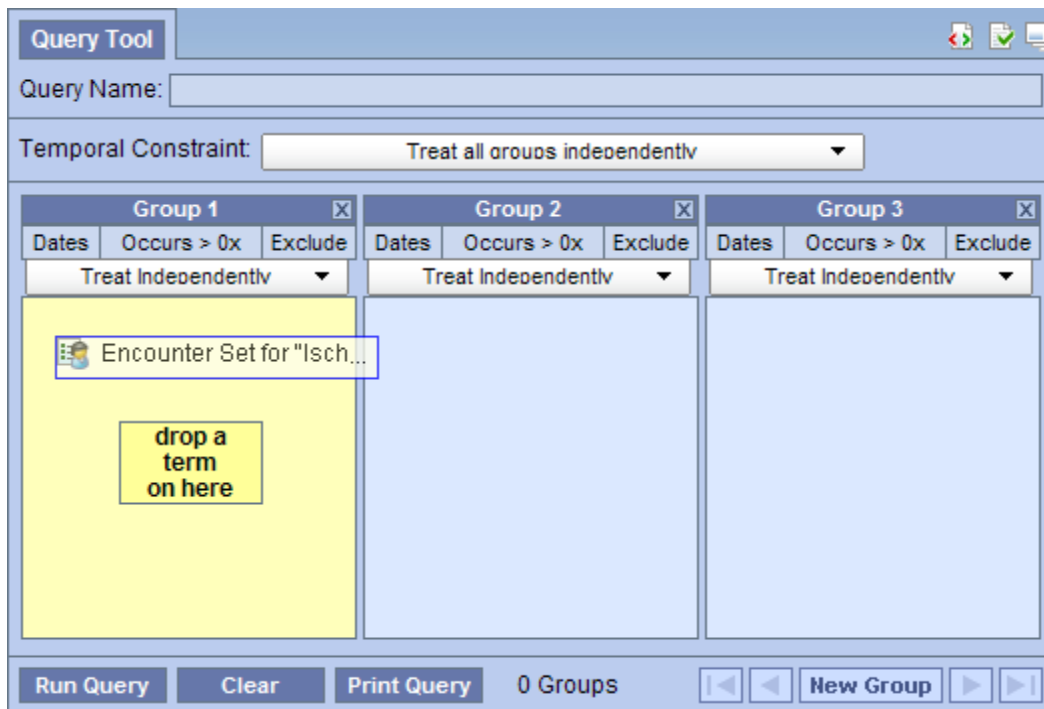 Query Tool
Query Name:
Temporal Constraint: Treat all groups independently
Group 1 X Group 2 X Group 3 X
Dates Occurs > 0x Exclude Dates Occurs > 0x Exclude Dates Occurs > 0x Exclude
Treat Independently Treat Independently Treat Independently
Encounter Set for "Isch...
drop a
term
on here
Run Query Clear Print Query 0 Groups New Group